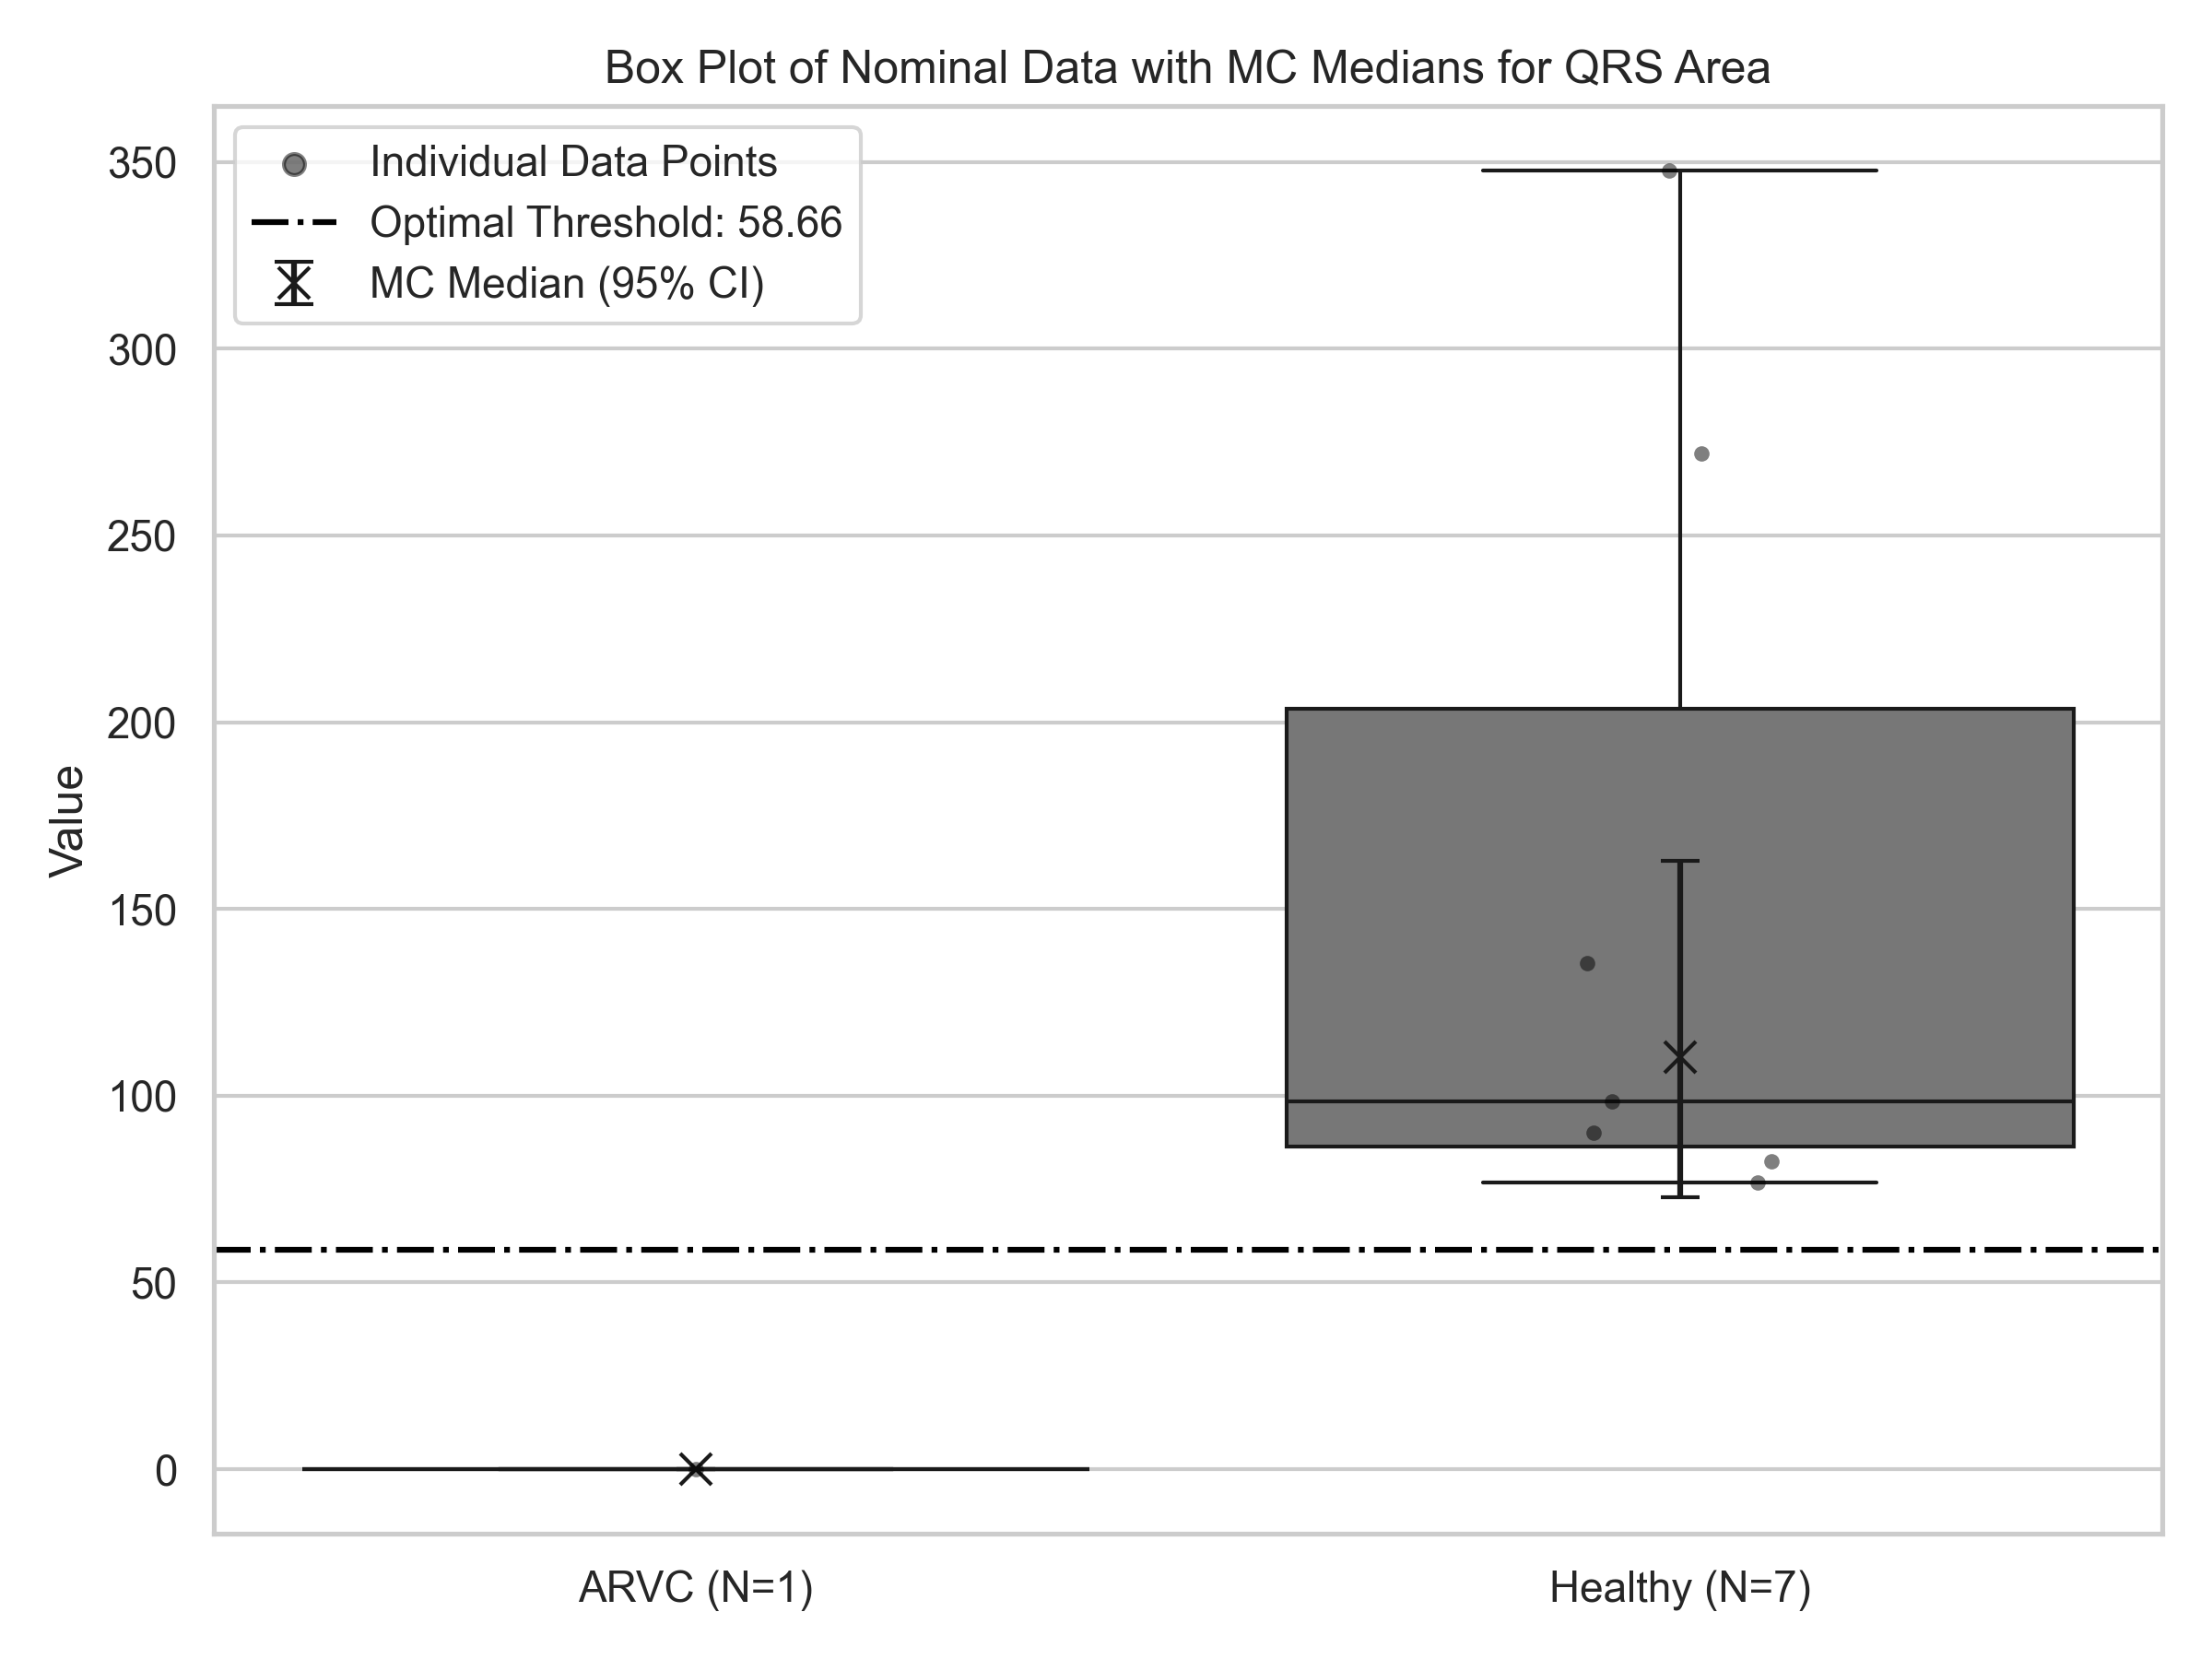 Box Plot of Nominal Data with MC Medians for QRS Area
Individual Data Points
Optimal Threshold: 58.66
MC Median (95% CI)
350
300
250
200
150
100
50
0
Value
ARVC (N=1)
Healthy (N=7)